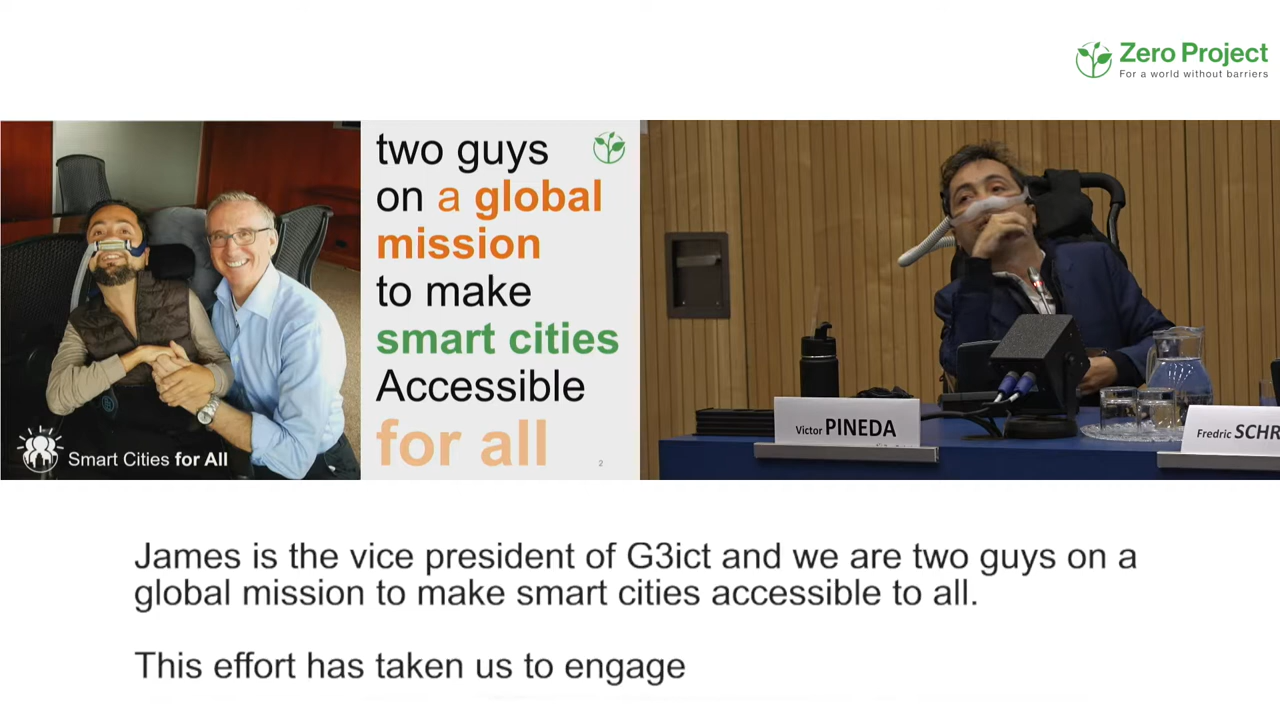 Zero Project
For a world without barriers
two guys
on a global
mission
to make
smart cities
Accessible
for all
2
Smart Cities for All
Victor PINEDA
Fredric SCHR
James is the vice president of G3ict and we are two guys on a
global mission to make smart cities accessible to all.
This effort has taken us to engage